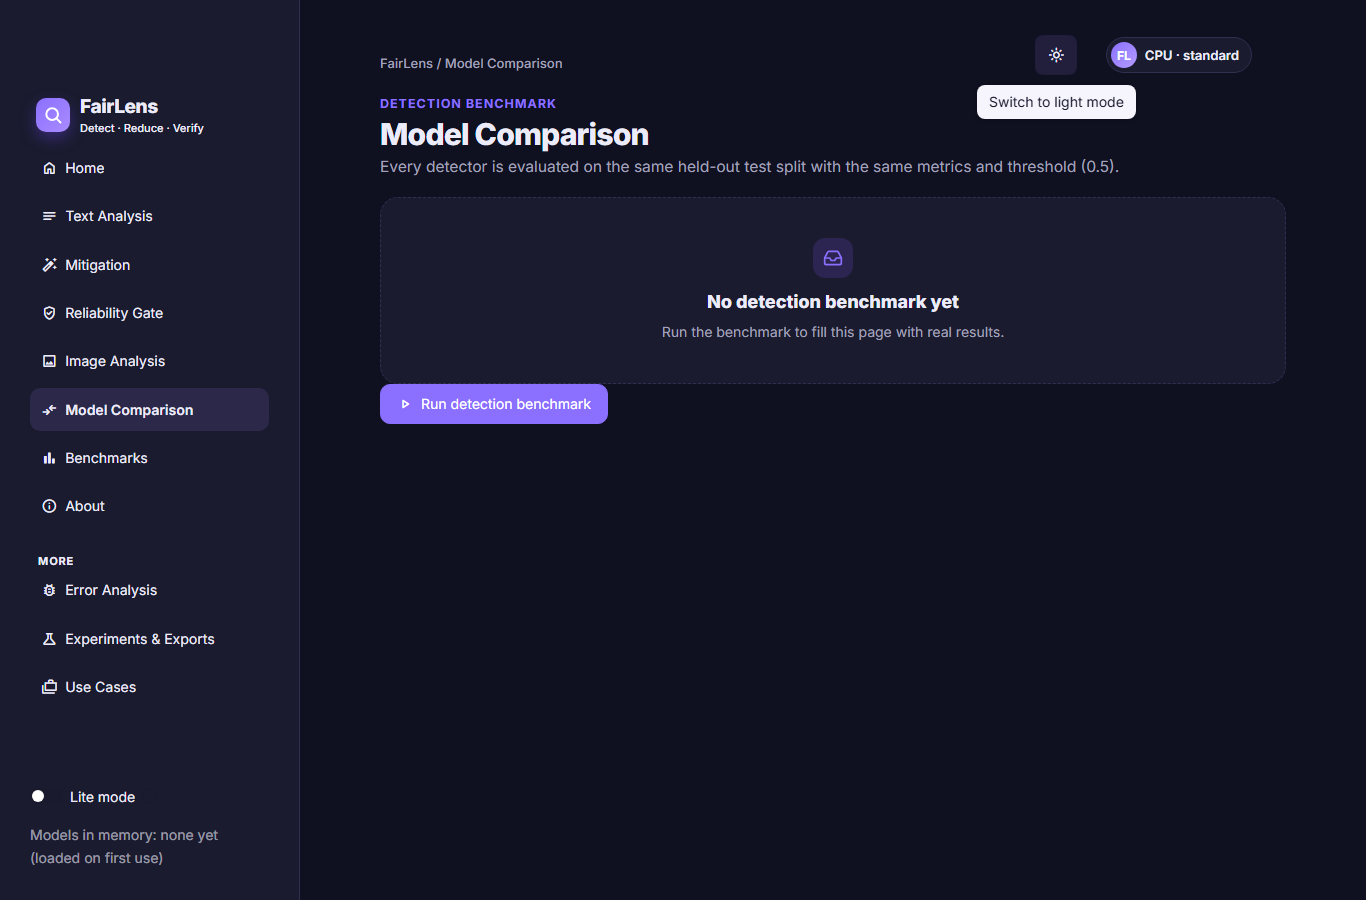 FairLens
Detect · Reduce · Verify
Home
Text Analysis
Mitigation
Reliability Gate
Image Analysis
Model Comparison
Benchmarks
About
MORE
Error Analysis
Experiments & Exports
Use Cases
Lite mode
Models in memory: none yet
(loaded on first use)
FairLens / Model Comparison
FL CPU · standard
Switch to light mode
DETECTION BENCHMARK
Model Comparison
Every detector is evaluated on the same held-out test split with the same metrics and threshold (0.5).
No detection benchmark yet
Run the benchmark to fill this page with real results.
Run detection benchmark